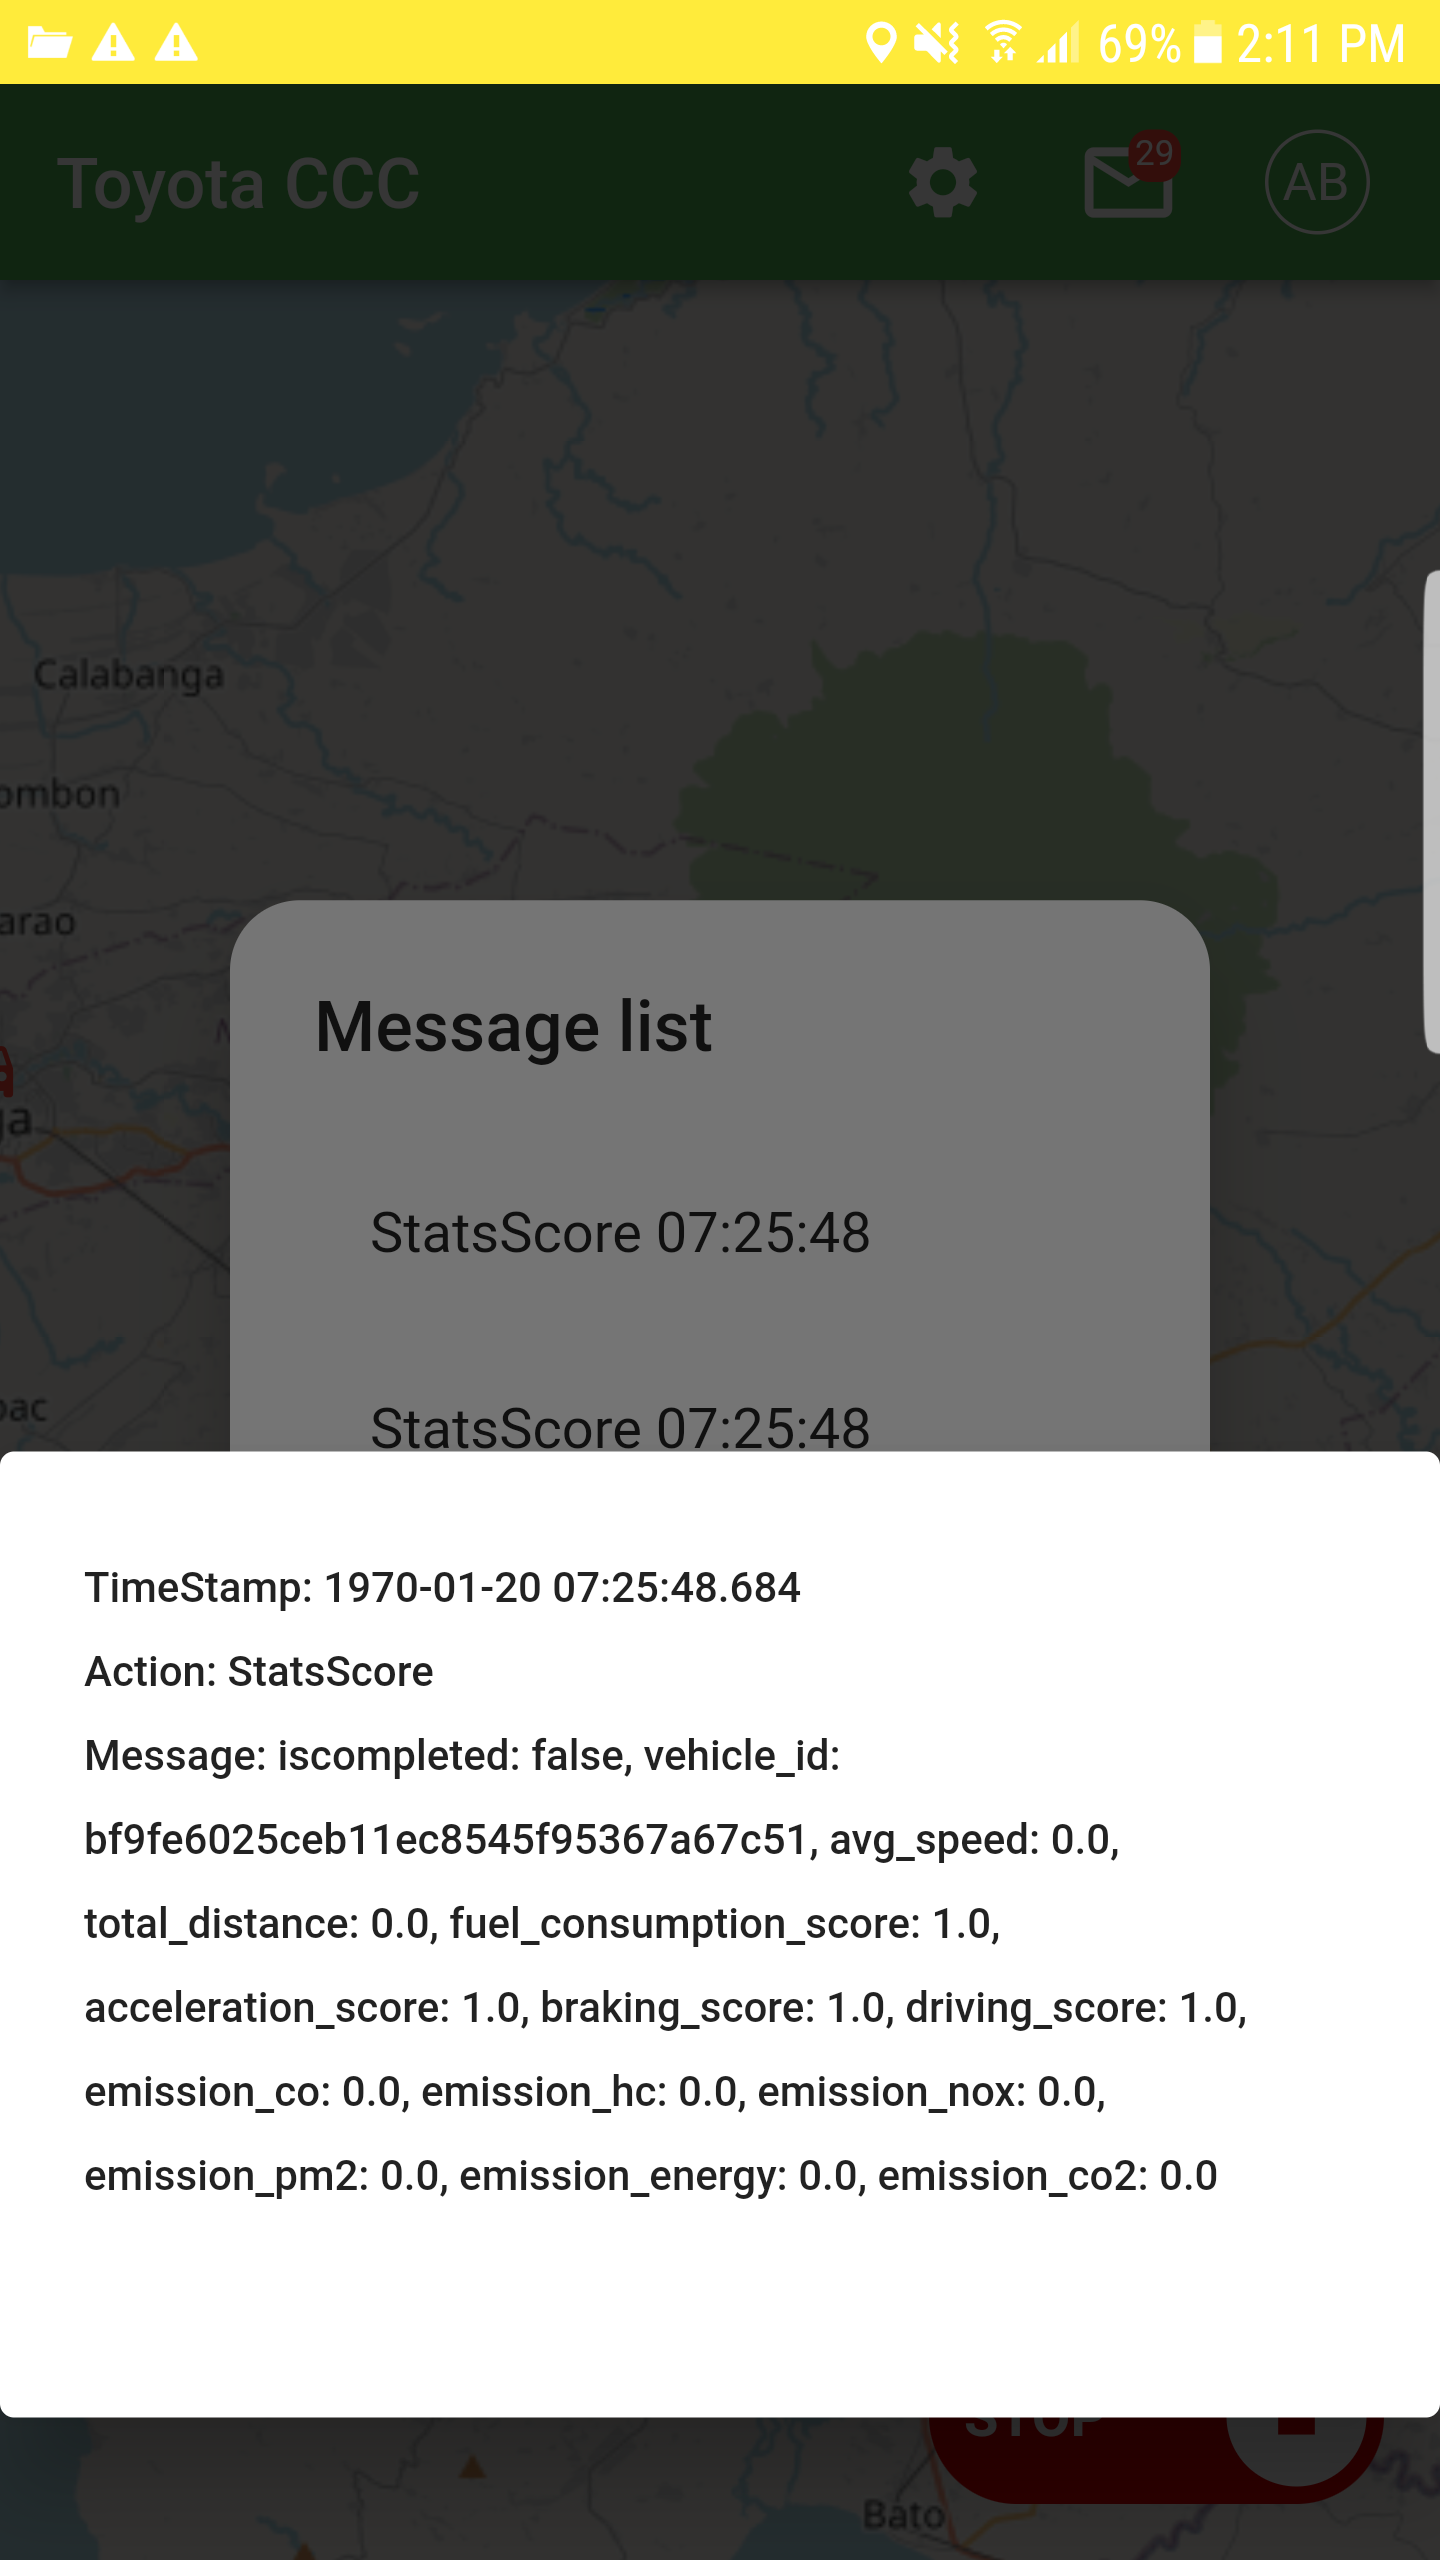 69% 2:11 PM
Toyota CCC
29
AB
Calabanga
ombon
arao
ga
Message list
StatsScore 07:25:48
bac
StatsScore 07:25:48
TimeStamp: 1970-01-20 07:25:48.684
Action: StatsScore
Message: iscompleted: false, vehicle_id:
bf9fe6025ceb11ec8545f95367a67c51, avg_speed: 0.0,
total_distance: 0.0, fuel_consumption_score: 1.0,
acceleration_score: 1.0, braking_score: 1.0, driving_score: 1.0,
emission_co: 0.0, emission_hc: 0.0, emission_nox: 0.0,
emission_pm2: 0.0, emission_energy: 0.0, emission_co2: 0.0
STOP
Bato